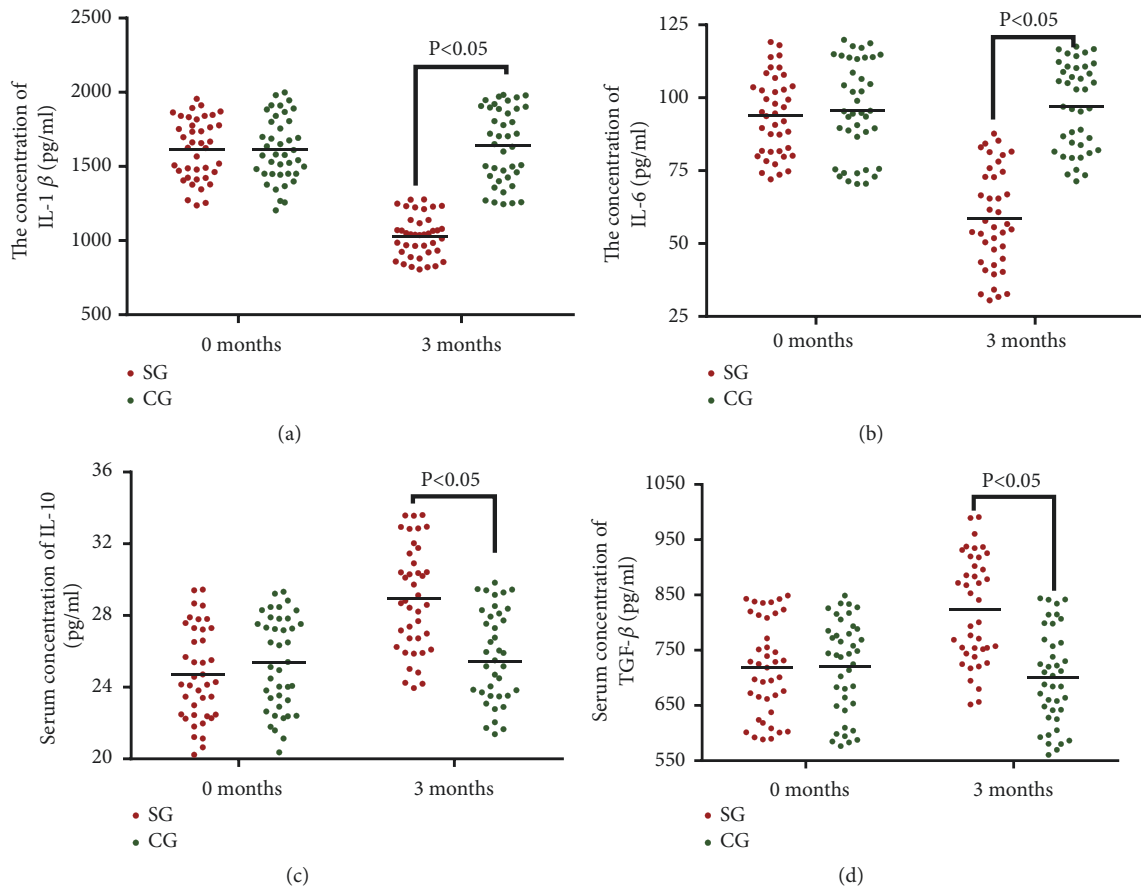 The concentration of
IL-1 β (pg/ml)
2500
2000
1500
1000
500
P<0.05
0 months
3 months
SG
CG
(a)
The concentration of
IL-6 (pg/ml)
125
100
75
50
25
P<0.05
0 months
3 months
SG
CG
(b)
Serum concentration of IL-10
(pg/ml)
36
32
28
24
20
P<0.05
0 months
3 months
SG
CG
(c)
Serum concentration of
TGF-β (pg/ml)
1050
950
850
750
650
550
P<0.05
0 months
3 months
SG
CG
(d)